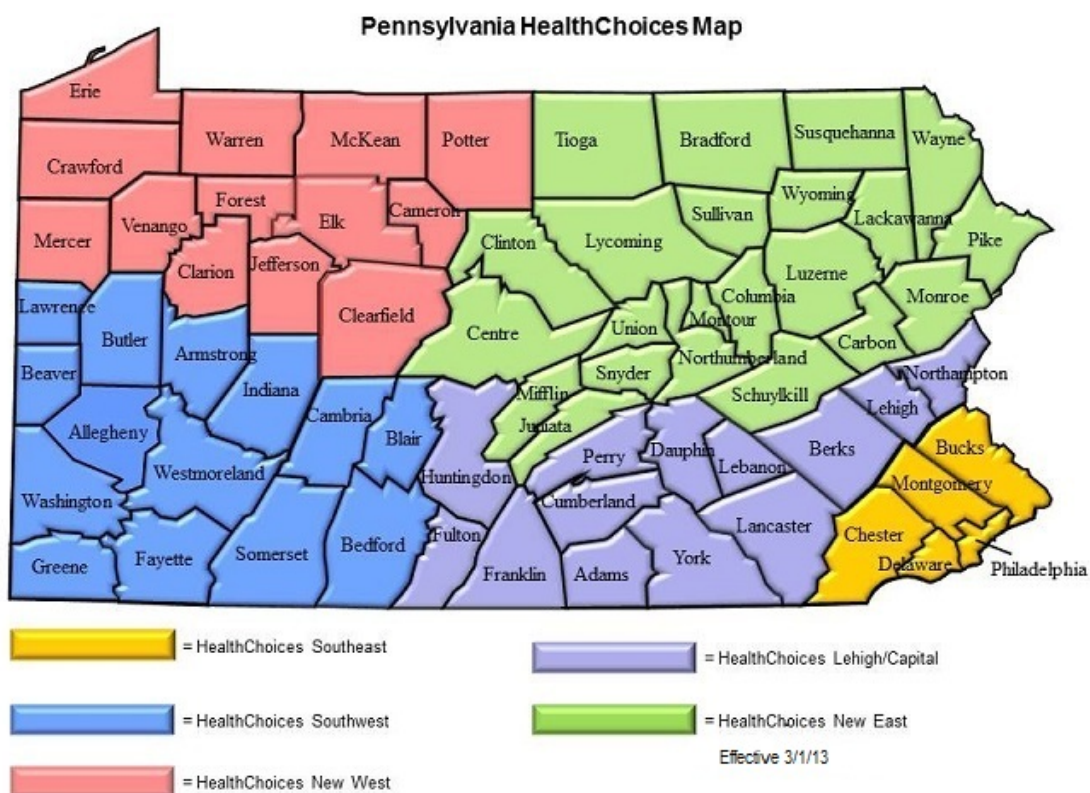 Pennsylvania HealthChoices Map
Erie
Warren
McKean
Potter
Tioga
Bradford
Susquehanna
Wayne
Crawford
Forest
Elk
Cameron
Sullivan
Wyoming
Lackawanna
Mercer
Venango
Clarion
Jefferson
Clinton
Lycoming
Luzerne
Pike
Lawrence
Butler
Armstrong
Clearfield
Centre
Union
Montour
Columbia
Monroe
Beaver
Indiana
Mifflin
Snyder
Northumberland
Carbon
Northampton
Allegheny
Cambria
Blair
Juniata
Schuylkill
Lehigh
Westmoreland
Huntingdon
Perry
Dauphin
Lebanon
Berks
Bucks
Washington
Cumberland
Montgomery
Greene
Fayette
Somerset
Bedford
Fulton
Franklin
Adams
York
Lancaster
Chester
Delaware
Philadelphia
= HealthChoices Southeast
= HealthChoices Lehigh/Capital
= HealthChoices Southwest
= HealthChoices New East
Effective 3/1/13
= HealthChoices New West